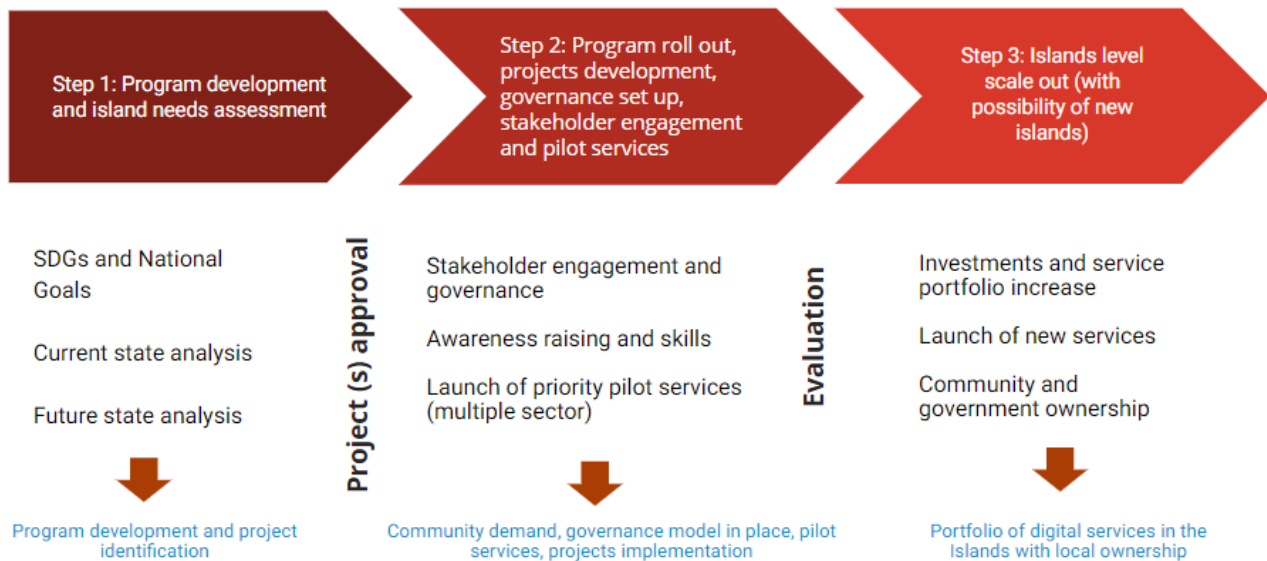 Step 1: Program development
and island needs assessment
Step 2: Program roll out,
projects development,
governance set up,
stakeholder engagement
and pilot services
Step 3: Islands level
scale out (with
possibility of new
islands)
SDGs and National
Goals
Current state analysis
Future state analysis
Project (s) approval
Stakeholder engagement and
governance
Awareness raising and skills
Launch of priority pilot services
(multiple sector)
Evaluation
Investments and service
portfolio increase
Launch of new services
Community and
government ownership
Program development and project
identification
Community demand, governance model in place, pilot
services, projects implementation
Portfolio of digital services in the
Islands with local ownership